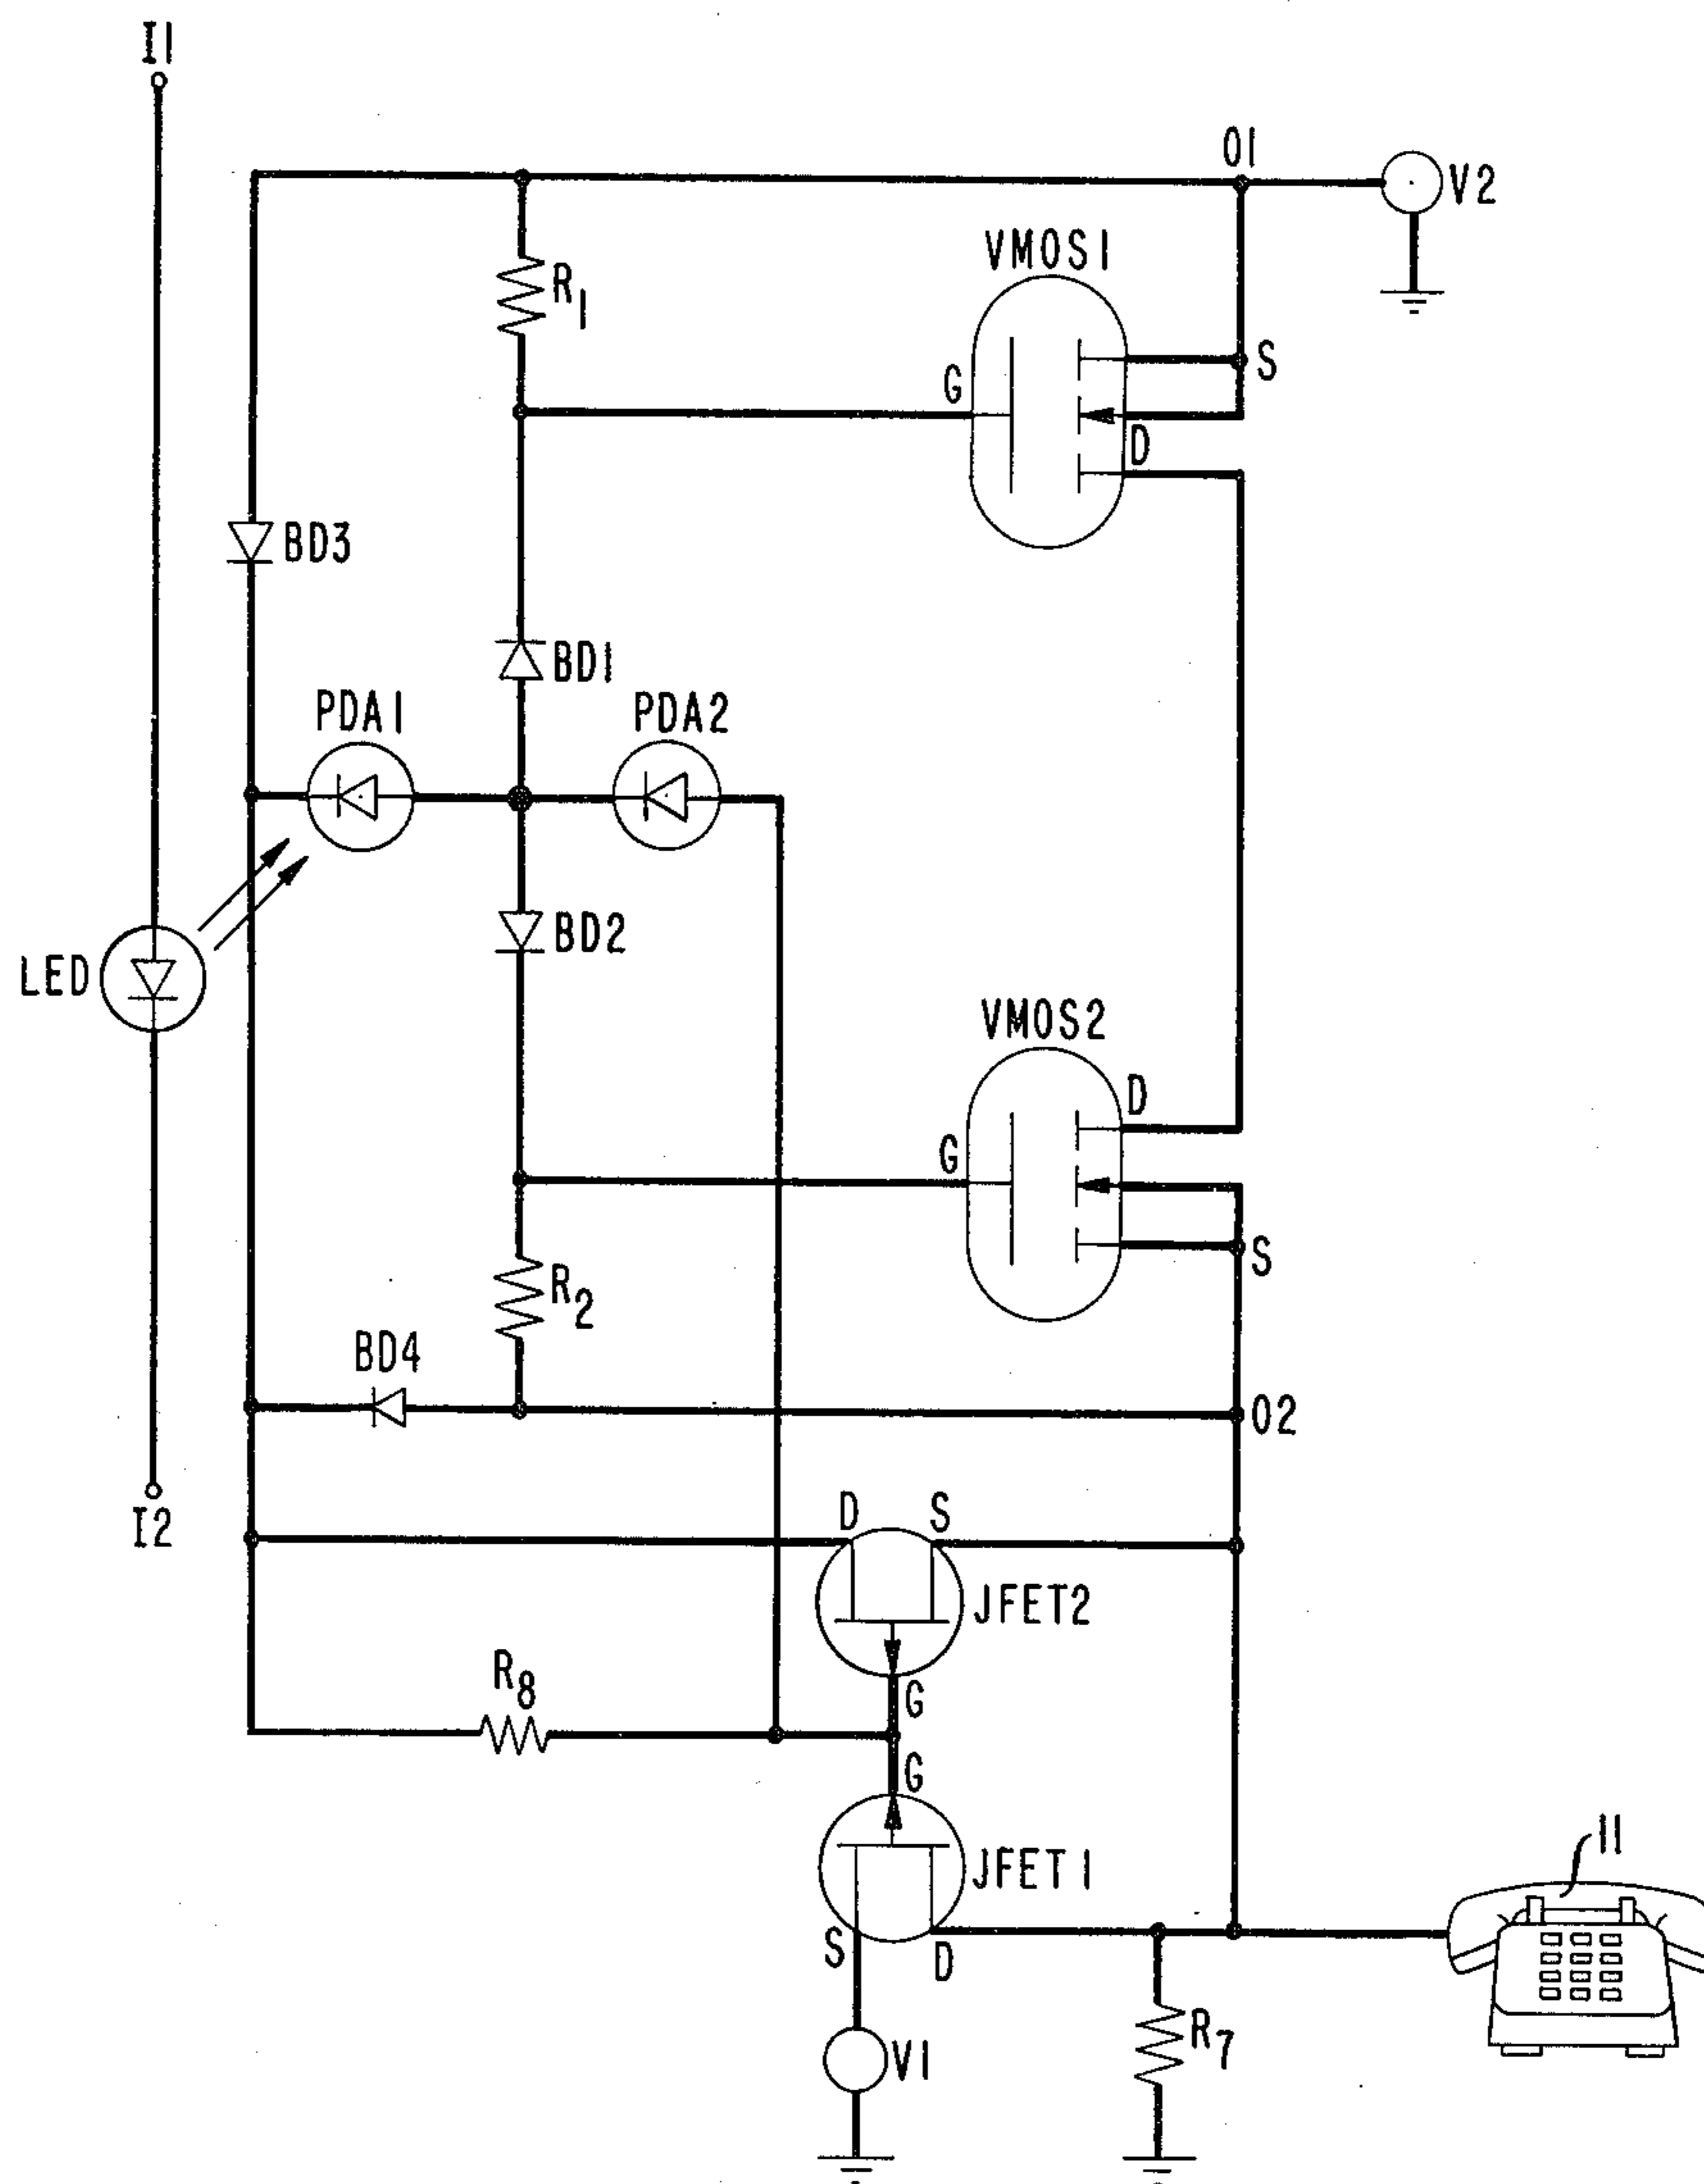 I1
O1
V2
VMOS1
R1
G
S
D
BD3
BD1
PDA1
PDA2
BD2
LED
VMOS2
D
G
S
R2
BD4
O2
I2
D
S
JFET2
R8
G
G
JFET1
11
S
D
V1
R7